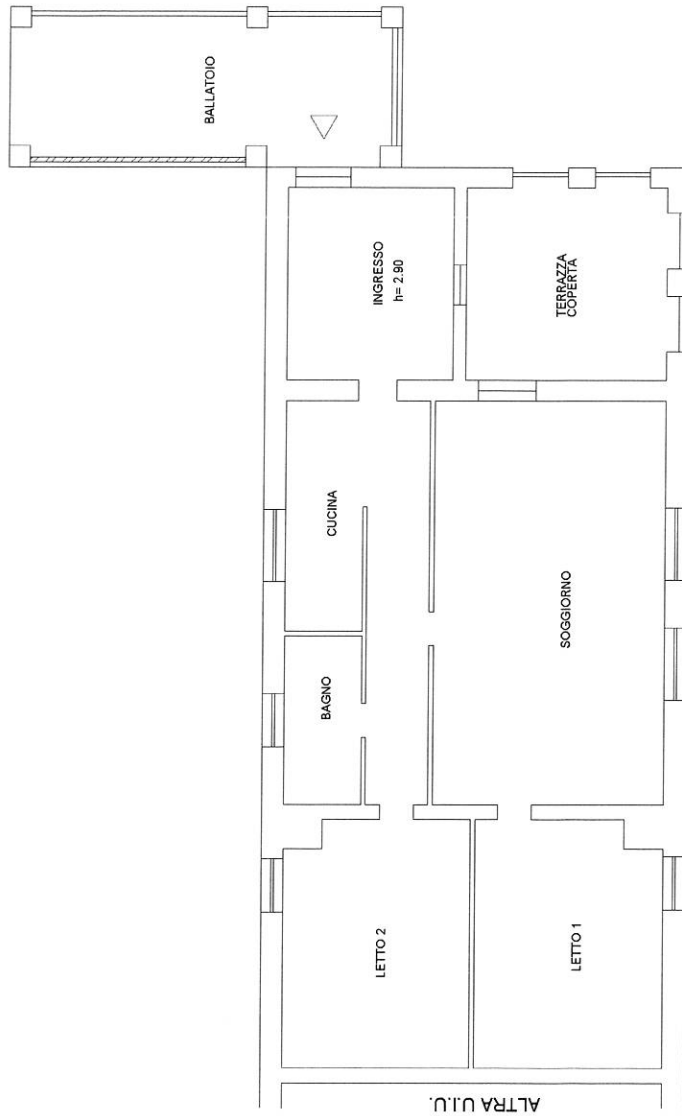 BALLATOIO
INGRESSO
h= 2.90
TERRAZZA
COPERTA
CUCINA
SOGGIORNO
BAGNO
LETTO 2
LETTO 1
ALTRA U.I.U.